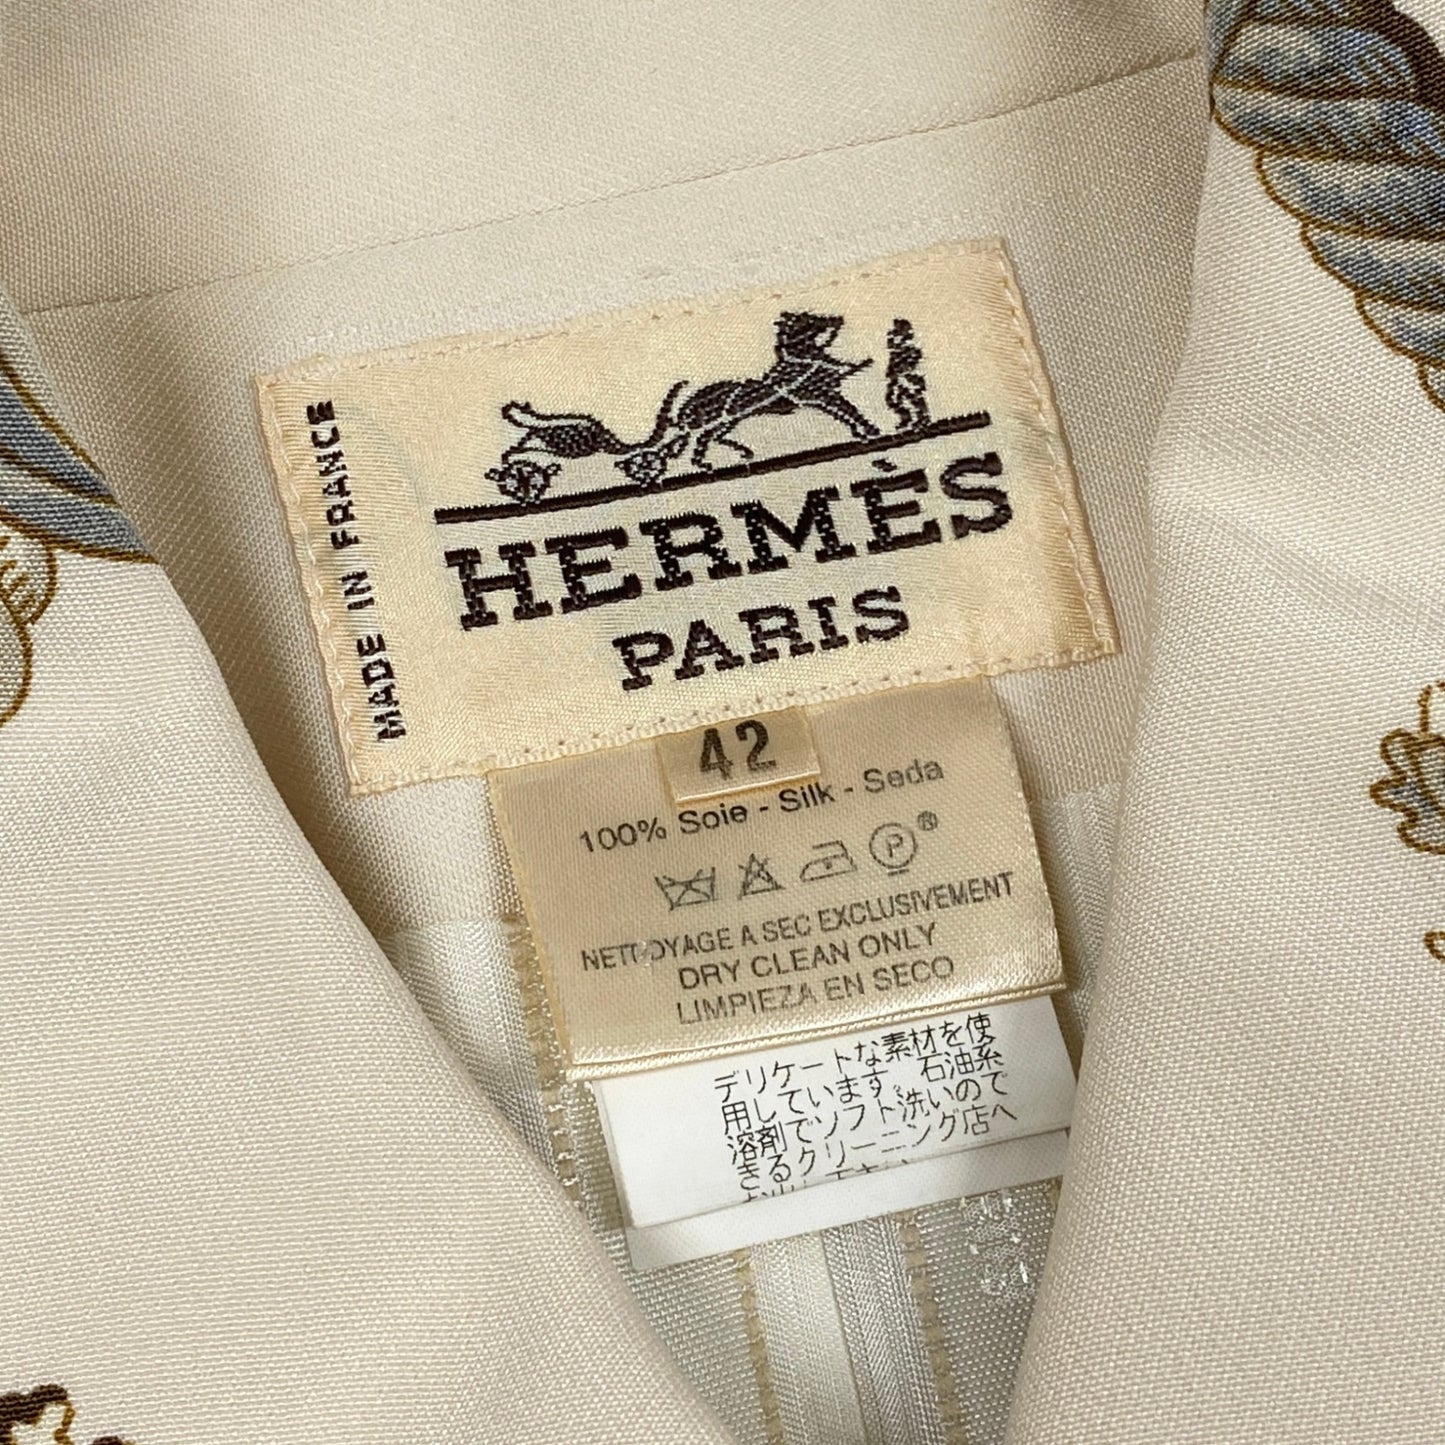 MADE IN FRANCE
HERMÈS
PARIS
42
100% Soie - Silk - Seda
P ®
NETTOYAGE A SEC EXCLUSIVEMENT
DRY CLEAN ONLY
LIMPIEZA EN SECO
デリケートな素材を使
用しています。石油系
溶剤でソフト洗いので
きるクリーニング店へ